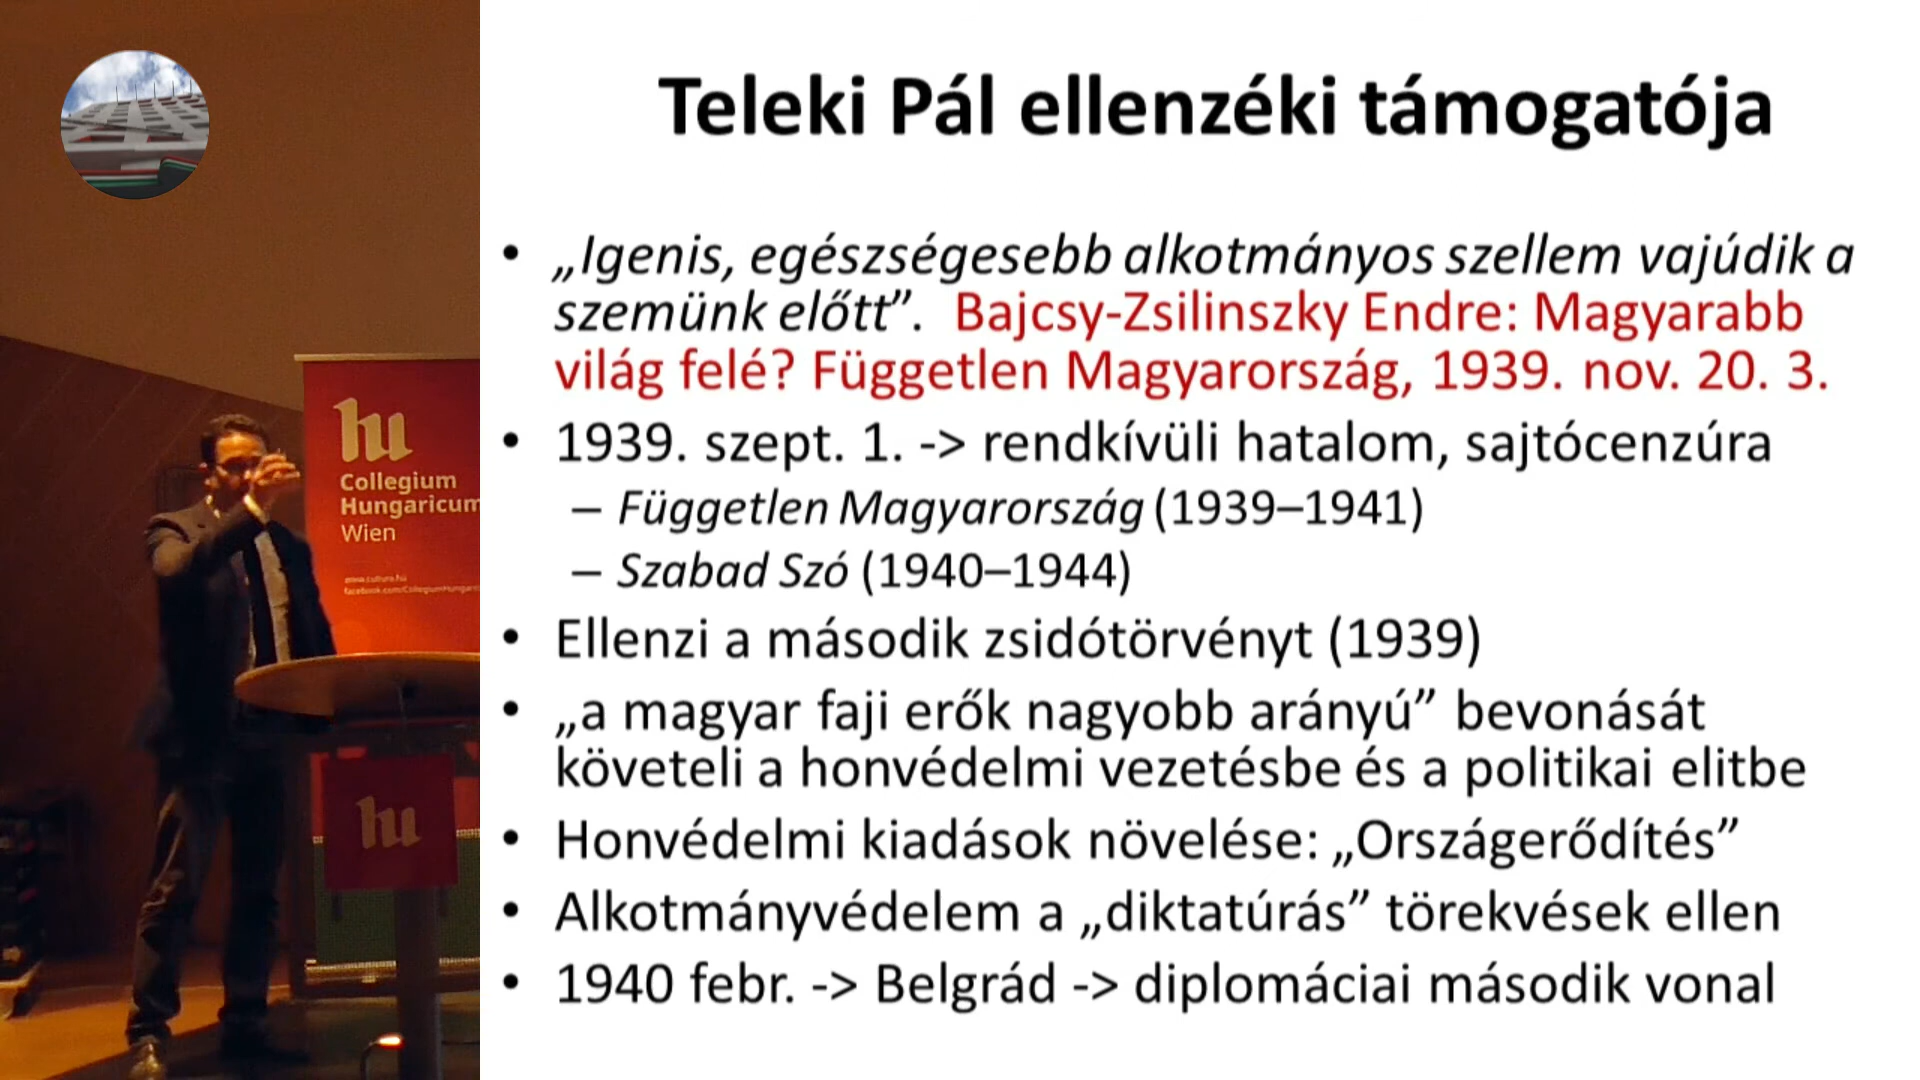 Teleki Pál ellenzéki támogatója
• „Igenis, egészségesebb alkotmányos szellem vajúdik a
szemünk előtt”. Bajcsy-Zsilinszky Endre: Magyarabb
világ felé? Független Magyarország, 1939. nov. 20. 3.
• 1939. szept. 1. -> rendkívüli hatalom, sajtócenzúra
– Független Magyarország (1939–1941)
– Szabad Szó (1940–1944)
• Ellenzi a második zsidótörvényt (1939)
• „a magyar faji erők nagyobb arányú” bevonását
követeli a honvédelmi vezetésbe és a politikai elitbe
• Honvédelmi kiadások növelése: „Országerődítés”
• Alkotmányvédelem a „diktatúrás” törekvések ellen
• 1940 febr. -> Belgrád -> diplomáciai második vonal
hu
Collegium
Hungaricum
Wien
hu